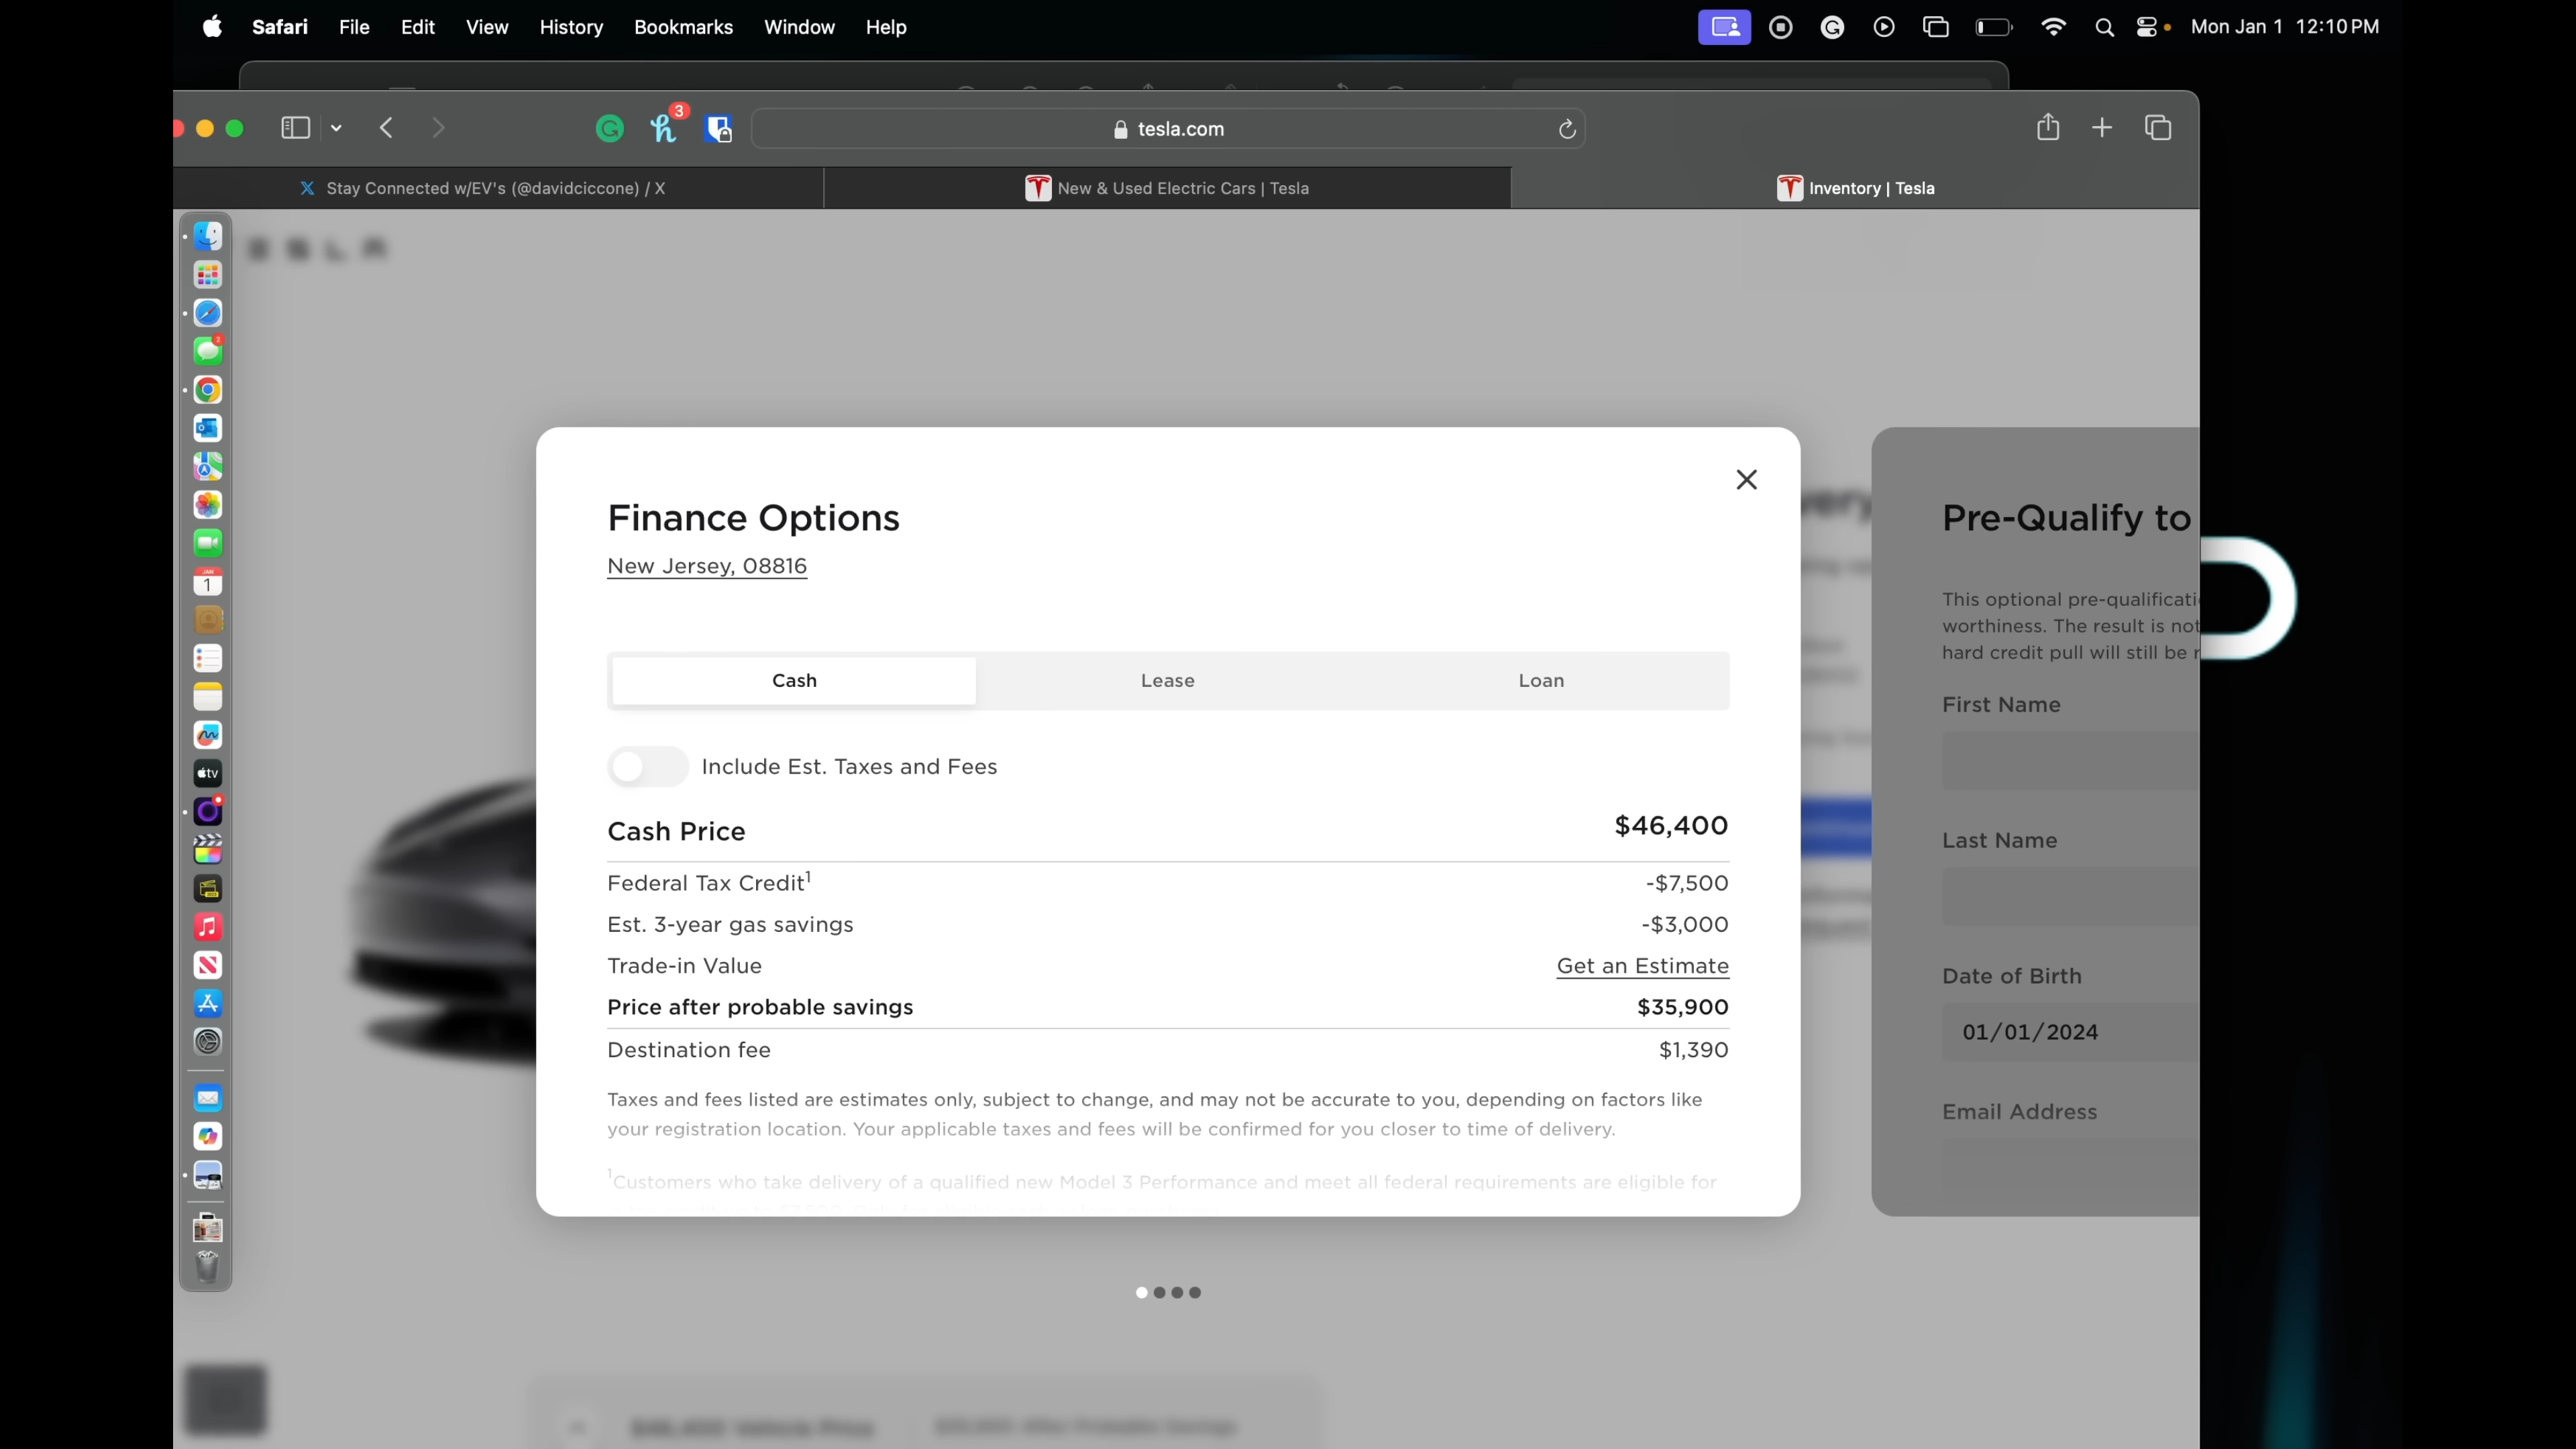 Safari File Edit View History Bookmarks Window Help Mon Jan 1 12:10 PM
3
tesla.com
Stay Connected w/EV's (@davidciccone) / X
New & Used Electric Cars | Tesla
Inventory | Tesla
2
JAN
1
tv
Finance Options
New Jersey, 08816
Cash Lease Loan
Include Est. Taxes and Fees
Cash Price $46,400
Federal Tax Credit¹ -$7,500
Est. 3-year gas savings -$3,000
Trade-in Value Get an Estimate
Price after probable savings $35,900
Destination fee $1,390
Taxes and fees listed are estimates only, subject to change, and may not be accurate to you, depending on factors like
your registration location. Your applicable taxes and fees will be confirmed for you closer to time of delivery.
¹Customers who take delivery of a qualified new Model 3 Performance and meet all federal requirements are eligible for
Pre-Qualify to
This optional pre-qualificati
worthiness. The result is not
hard credit pull will still be r
First Name
Last Name
Date of Birth
01/01/2024
Email Address